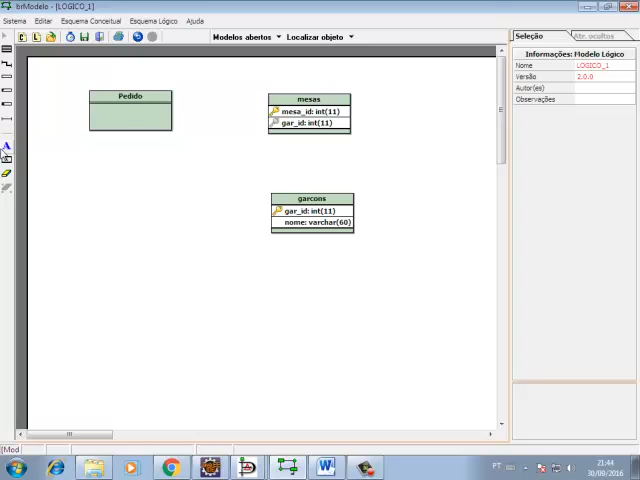 brModelo - [LOGICO_1]
Sistema Editar Esquema Conceitual Esquema Lógico Ajuda
Modelos abertos Localizar objeto
Seleção Atr. ocultos
Informações: Modelo Lógico
Nome LOGICO_1
Versão 2.0.0
Autor(es)
Observações
Pedido
mesas
mesa_id: int(11)
gar_id: int(11)
garcons
gar_id: int(11)
nome: varchar(60)
[Mod
PT
21:44
30/08/2016